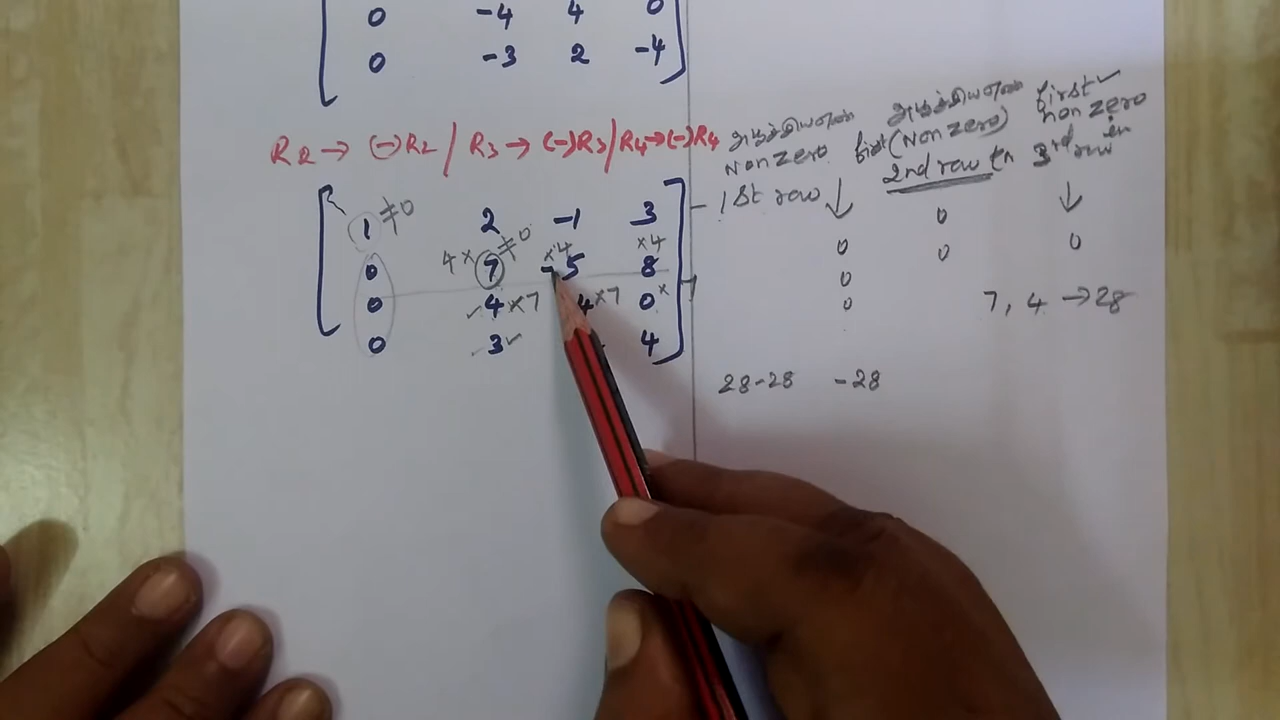 0 -4 4 0
0 -3 2 -4
R2 → (-)R2 / R3 → (-)R3 / R4 → (-)R4
Non zero
1st row ↓
first (Non zero)
2nd row
first ✓
non zero
3rd row ↓
1 ≠0 2 -1 3
4× ×4 ×4
0 7 ≠0 -5 8
0 ✓ 4 ×7 4 ×7 0 ×
0 ✓ 3 ✓ 4
0
0 0
0
0
0
7, 4 → 28
28-28 -28